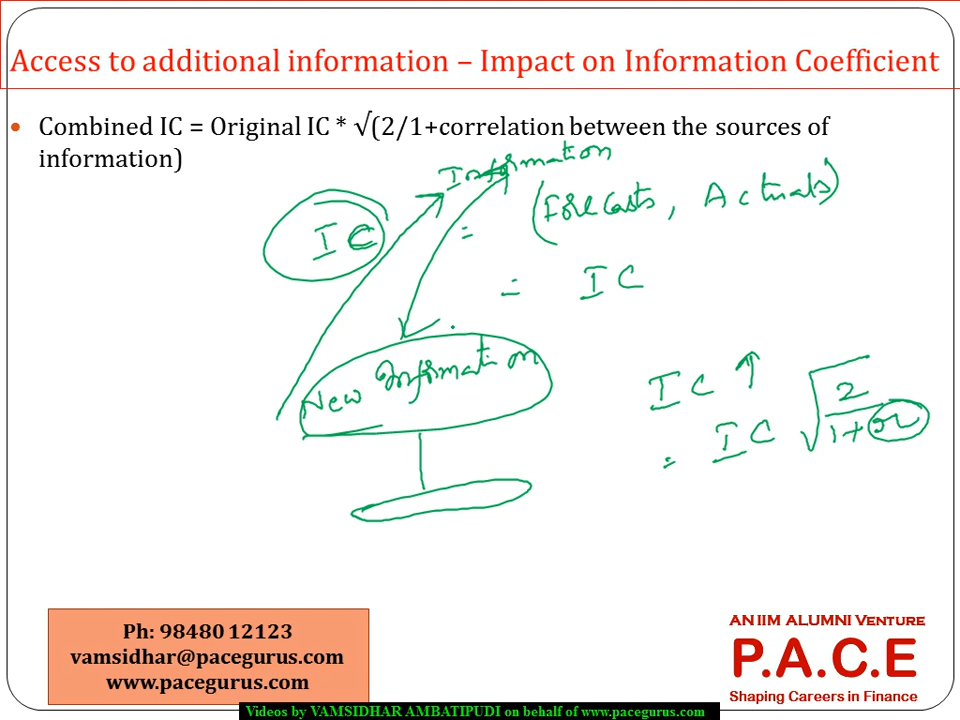 Access to additional information – Impact on Information Coefficient
• Combined IC = Original IC * √(2/1+correlation between the sources of
information)
Information
IC
(Forecasts, Actuals)
=
= IC
New Information
IC ↑
= IC √2/1+r
Ph: 98480 12123
vamsidhar@pacegurus.com
www.pacegurus.com
AN IIM ALUMNI VENTURE
P.A.C.E
Shaping Careers in Finance
Videos by VAMSIDHAR AMBATIPUDI on behalf of www.pacegurus.com